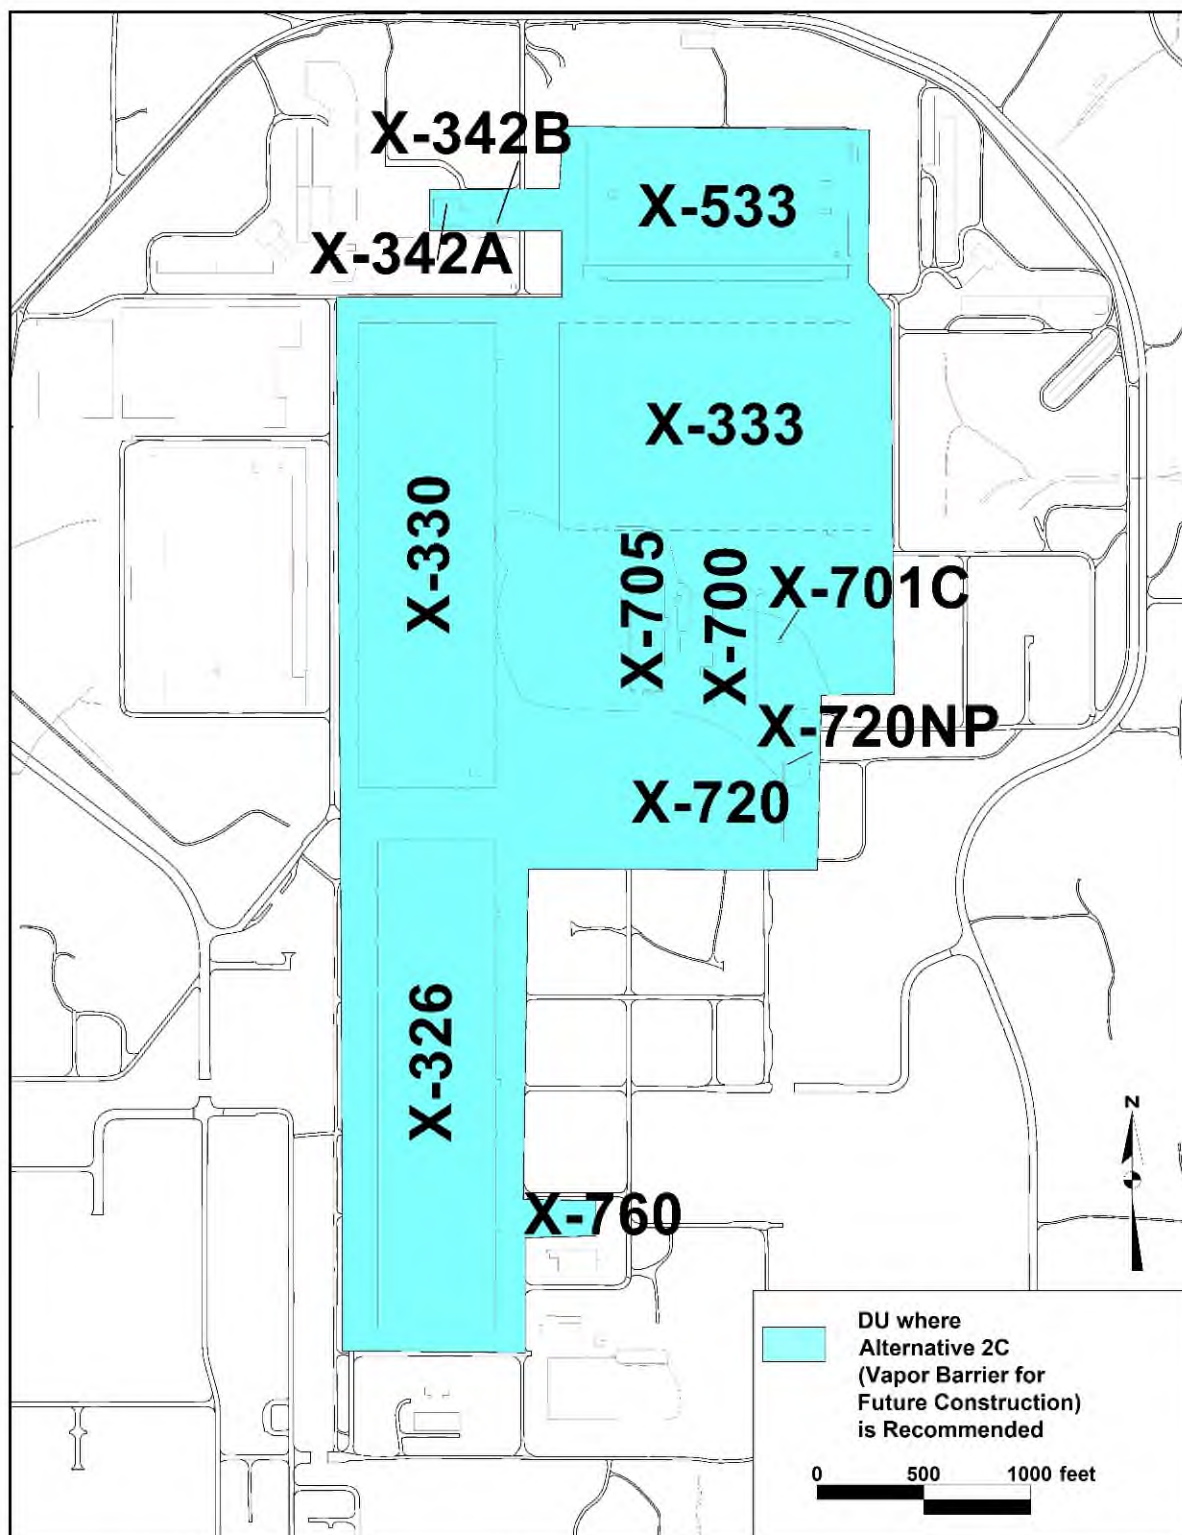 X-342B
X-533
X-342A
X-333
X-330
X-705
X-700
X-701C
X-720NP
X-720
X-326
X-760
N
DU where
Alternative 2C
(Vapor Barrier for
Future Construction)
is Recommended
0 500 1000 feet